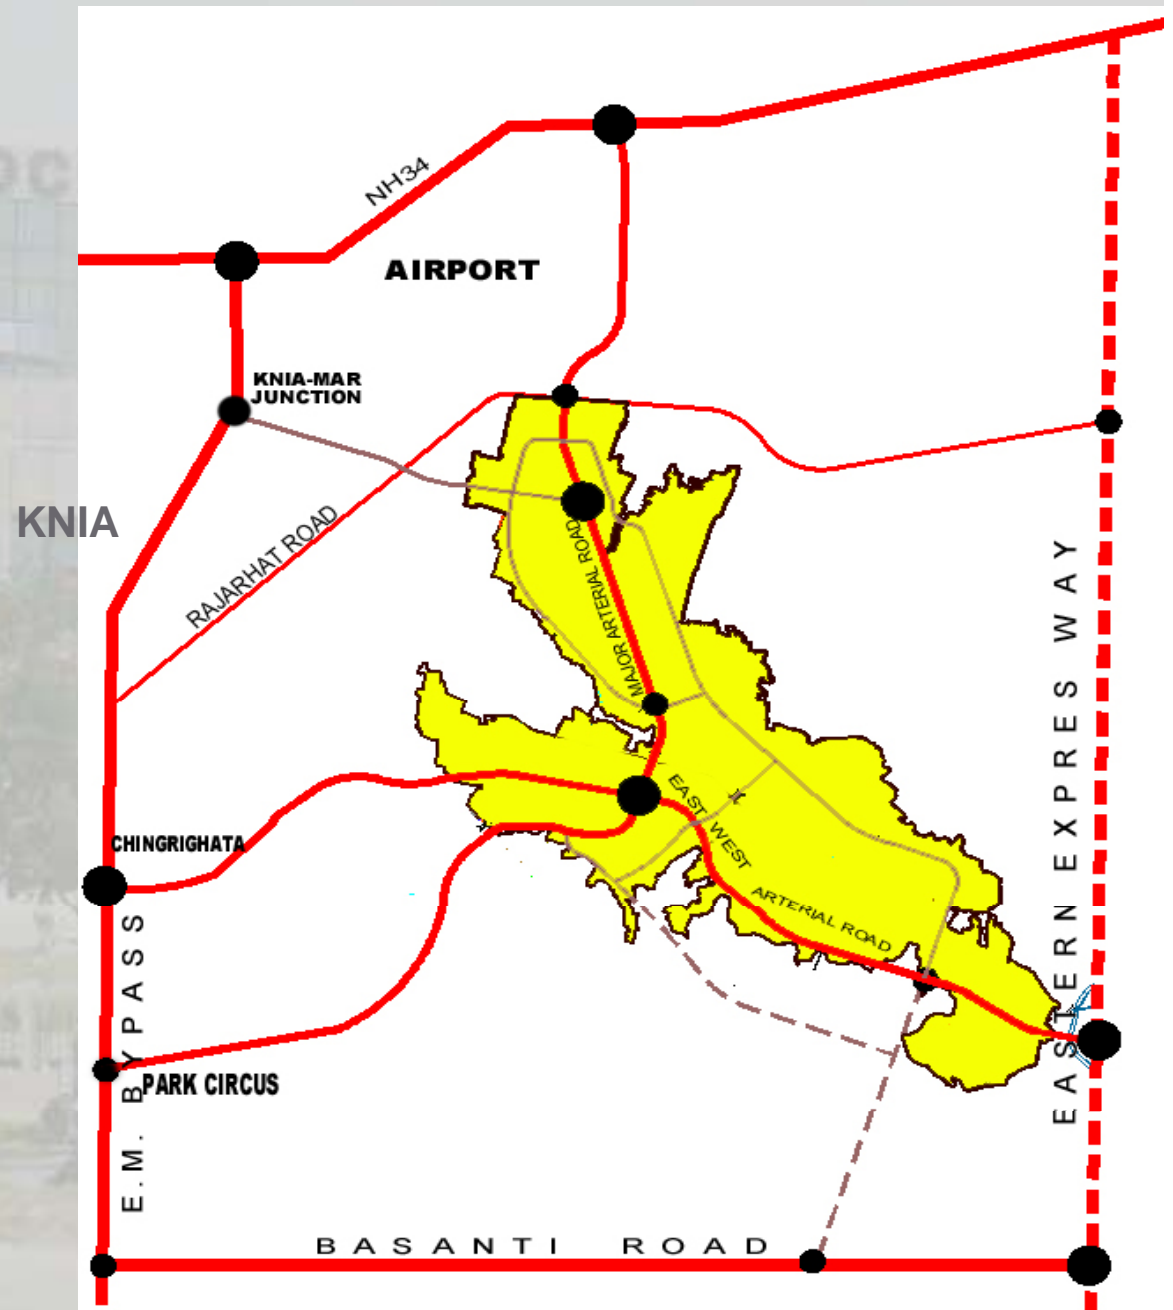 NH34
AIRPORT
KNIA-MAR
JUNCTION
KNIA
RAJARHAT ROAD
MAJOR ARTERIAL ROAD
EASTERN EXPRES WAY
EAST WEST
ARTERIAL ROAD
CHINGRIGHATA
E.M. BYPASS
PARK CIRCUS
BASANTI ROAD